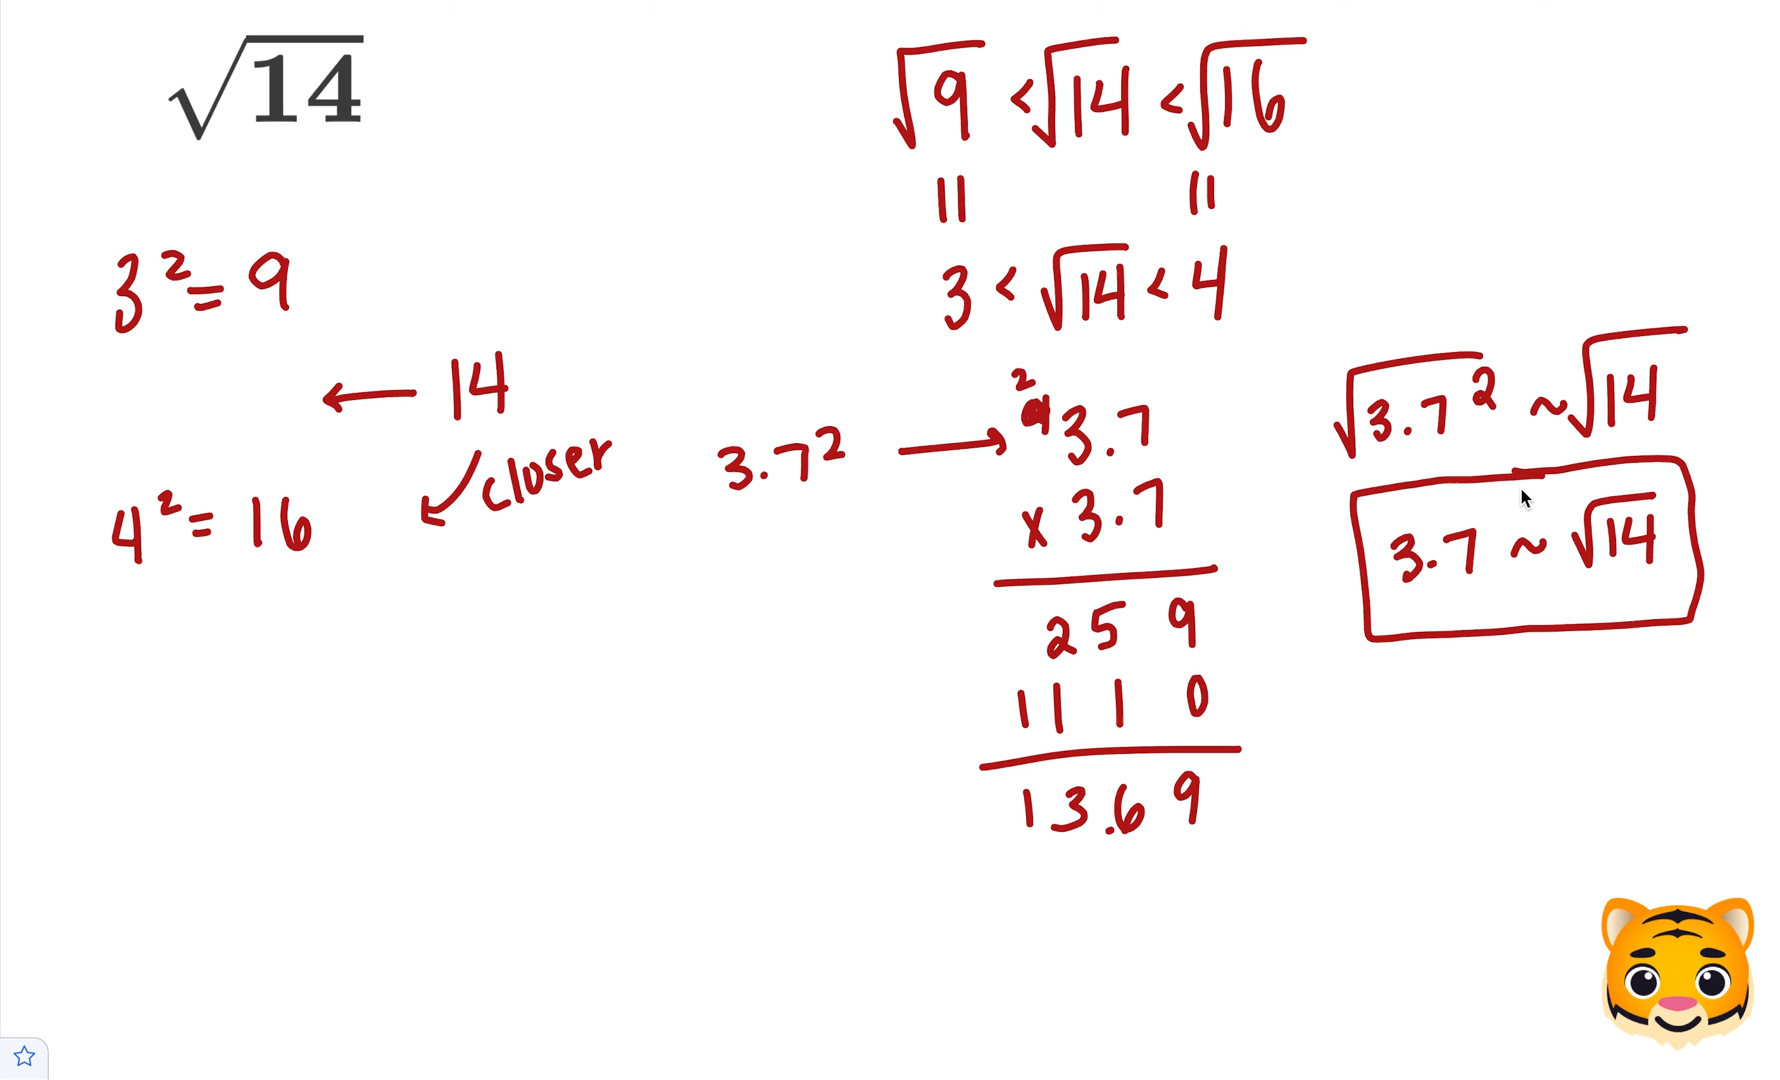 √14
√9 < √14 < √16
|| ||
3 < √14 < 4
3² = 9
← 14
closer
4² = 16
3.7² →
2
3.7
x 3.7
259
1110
13.69
√3.7² ~ √14
3.7 ~ √14